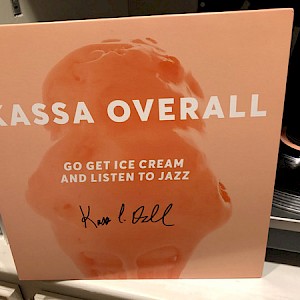 KASSA OVERALL
GO GET ICE CREAM
AND LISTEN TO JAZZ